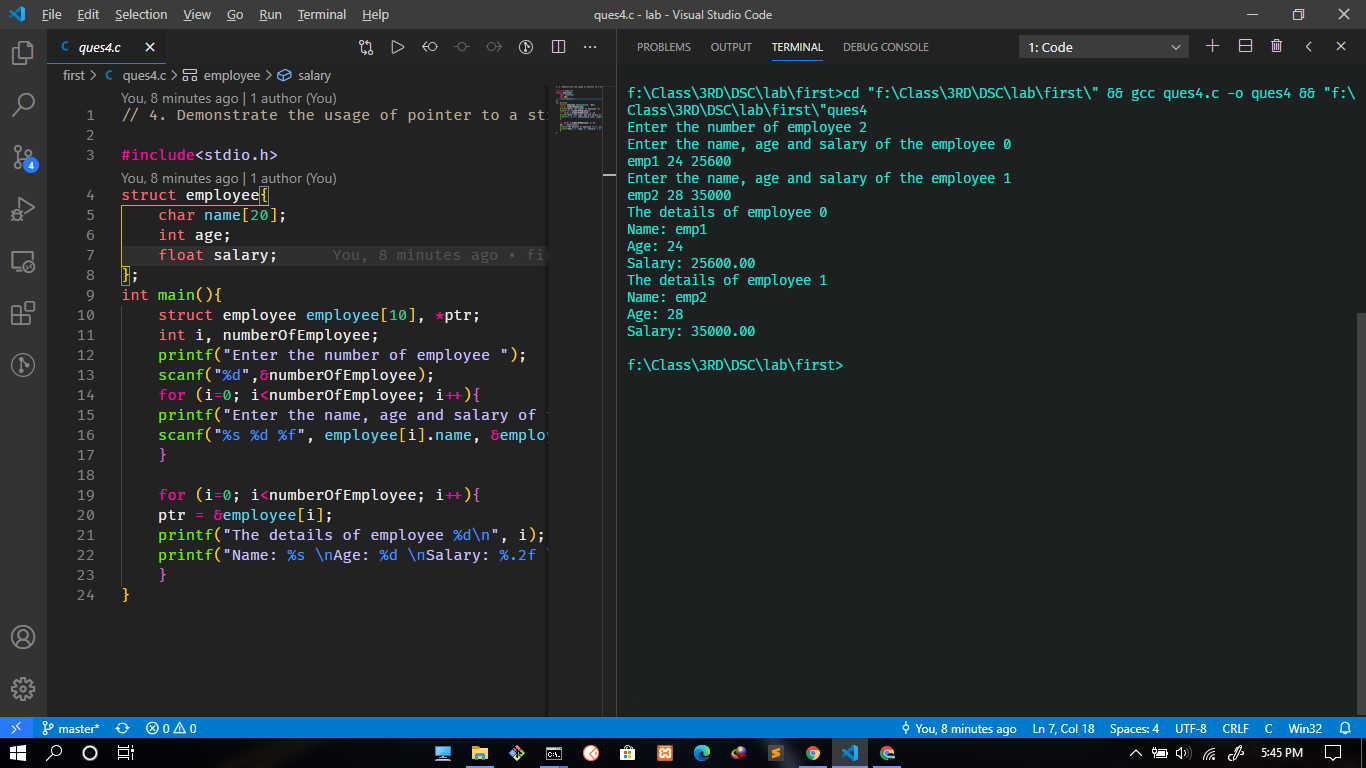 File Edit Selection View Go Run Terminal Help ques4.c - lab - Visual Studio Code
C ques4.c
first > C ques4.c > employee > salary
You, 8 minutes ago | 1 author (You)
1 // 4. Demonstrate the usage of pointer to a st
2
3 #include<stdio.h>
You, 8 minutes ago | 1 author (You)
4 struct employee{
5 char name[20];
6 int age;
7 float salary; You, 8 minutes ago • fi
8 };
9 int main(){
10 struct employee employee[10], *ptr;
11 int i, numberOfEmployee;
12 printf("Enter the number of employee ");
13 scanf("%d",&numberOfEmployee);
14 for (i=0; i<numberOfEmployee; i++){
15 printf("Enter the name, age and salary of
16 scanf("%s %d %f", employee[i].name, &emplo
17 }
18
19 for (i=0; i<numberOfEmployee; i++){
20 ptr = &employee[i];
21 printf("The details of employee %d\n", i);
22 printf("Name: %s \nAge: %d \nSalary: %.2f \
23 }
24 }
PROBLEMS OUTPUT TERMINAL DEBUG CONSOLE 1: Code
f:\Class\3RD\DSC\lab\first>cd "f:\Class\3RD\DSC\lab\first\" && gcc ques4.c -o ques4 && "f:\
Class\3RD\DSC\lab\first\"ques4
Enter the number of employee 2
Enter the name, age and salary of the employee 0
emp1 24 25600
Enter the name, age and salary of the employee 1
emp2 28 35000
The details of employee 0
Name: emp1
Age: 24
Salary: 25600.00
The details of employee 1
Name: emp2
Age: 28
Salary: 35000.00
f:\Class\3RD\DSC\lab\first>
4
master* 0 0 You, 8 minutes ago Ln 7, Col 18 Spaces: 4 UTF-8 CRLF C Win32
5:45 PM